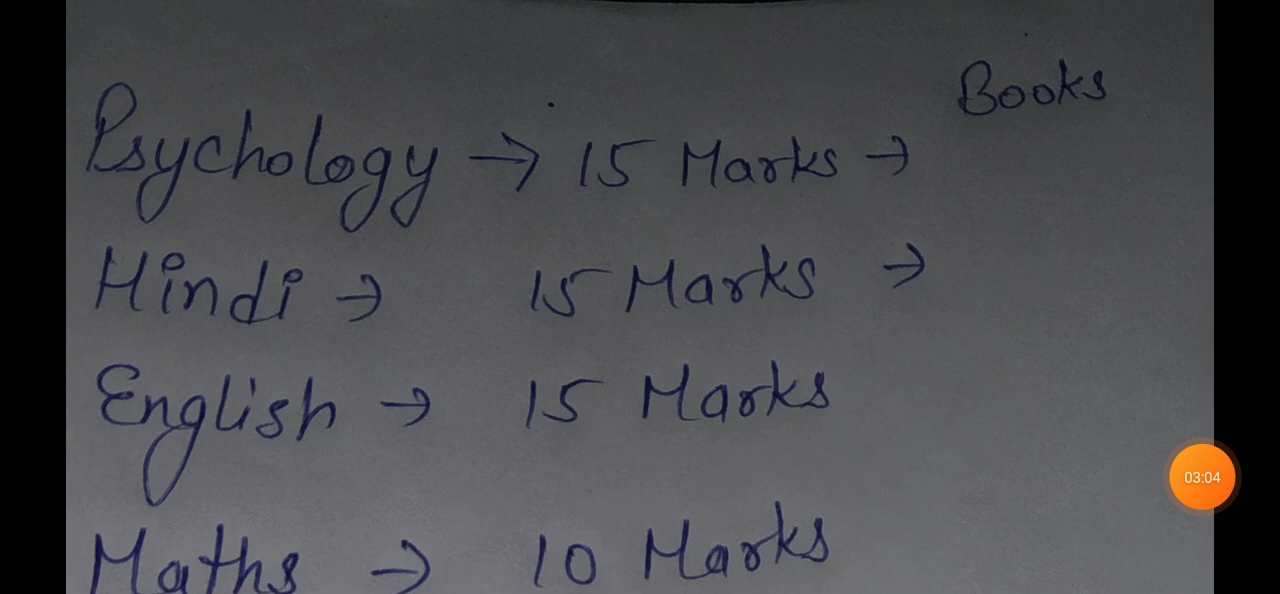 Books
Psychology → 15 Marks →
Hindi → 15 Marks →
English → 15 Marks
Maths → 10 Marks
03:04